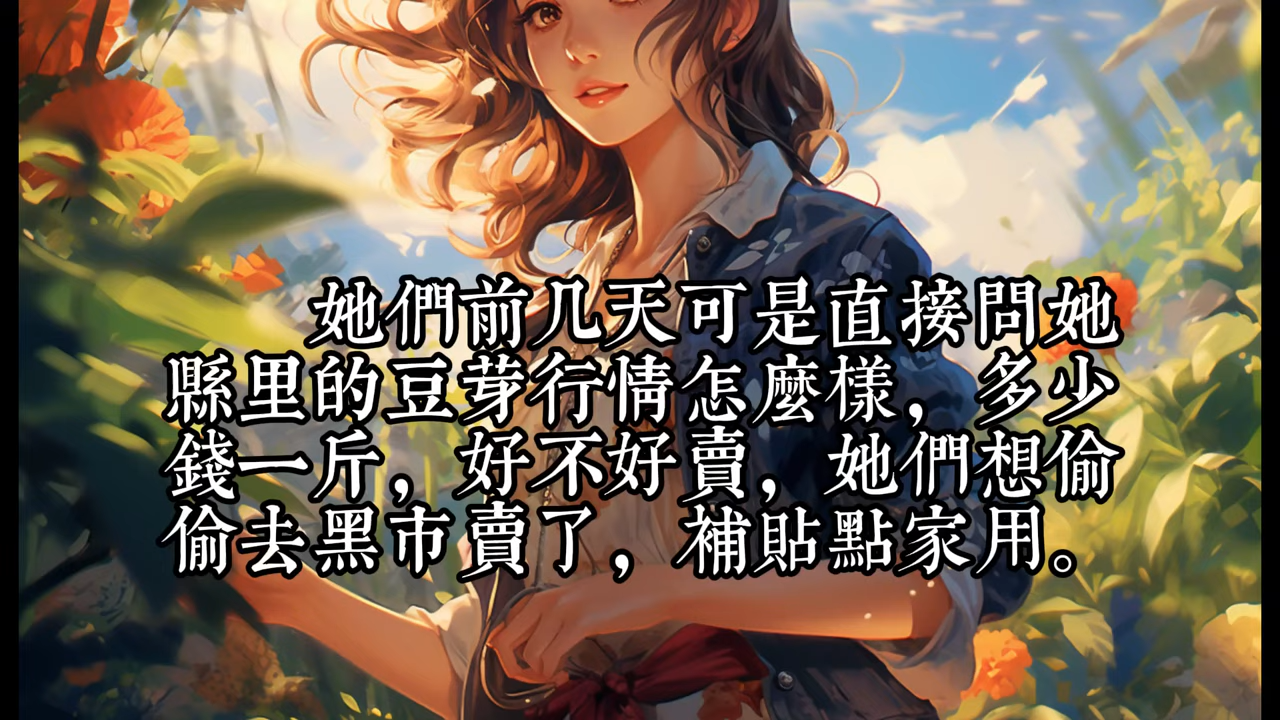 她們前几天可是直接問她
縣里的豆芽行情怎麼樣，多少
錢一斤，好不好賣，她們想偷
偷去黑市賣了，補貼點家用。